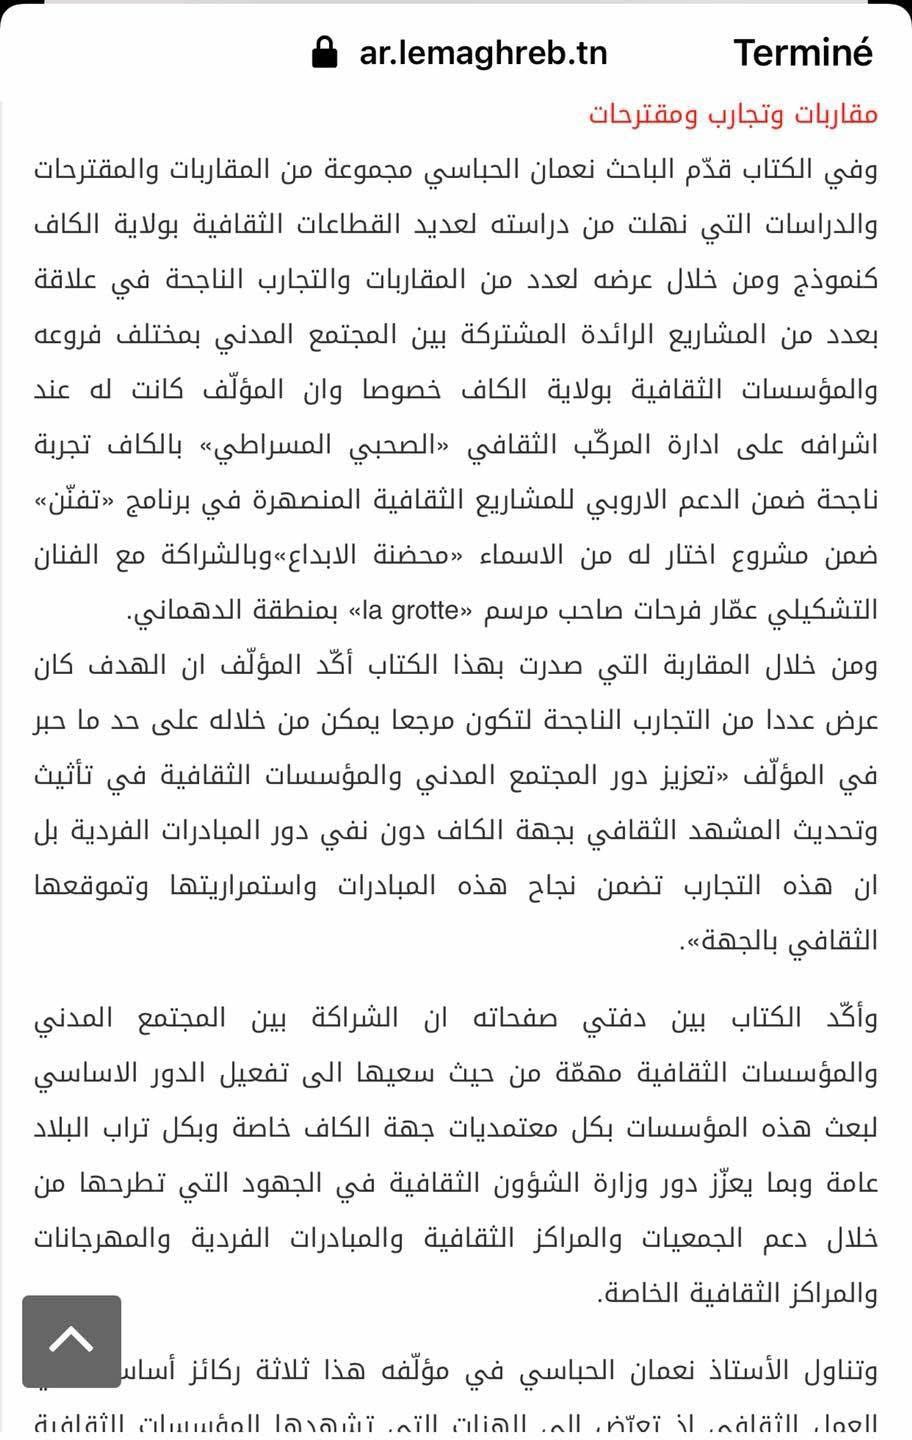 ar.lemaghreb.tn
Terminé
مقاربات وتجارب ومقترحات
وفي الكتاب قدّم الباحث نعمان الحباسي مجموعة من المقاربات والمقترحات
والدراسات التي نهلت من دراسته لعديد القطاعات الثقافية بولاية الكاف
كنموذج ومن خلال عرضه لعدد من المقاربات والتجارب الناجحة في علاقة
بعدد من المشاريع الرائدة المشتركة بين المجتمع المدني بمختلف فروعه
والمؤسسات الثقافية بولاية الكاف خصوصا وان المؤلّف كانت له عند
اشرافه على ادارة المركّب الثقافي «الصحبي المسراطي» بالكاف تجربة
ناجحة ضمن الدعم الاروبي للمشاريع الثقافية المنصهرة في برنامج «تفنّن»
ضمن مشروع اختار له من الاسماء «محضنة الابداع»وبالشراكة مع الفنان
التشكيلي عمّار فرحات صاحب مرسم «la grotte» بمنطقة الدهماني.
ومن خلال المقاربة التي صدرت بهذا الكتاب أكّد المؤلّف ان الهدف كان
عرض عددا من التجارب الناجحة لتكون مرجعا يمكن من خلاله على حد ما حبر
في المؤلّف «تعزيز دور المجتمع المدني والمؤسسات الثقافية في تأثيث
وتحديث المشهد الثقافي بجهة الكاف دون نفي دور المبادرات الفردية بل
ان هذه التجارب تضمن نجاح هذه المبادرات واستمراريتها وتموقعها
الثقافي بالجهة».
وأكّد الكتاب بين دفتي صفحاته ان الشراكة بين المجتمع المدني
والمؤسسات الثقافية مهمّة من حيث سعيها الى تفعيل الدور الاساسي
لبعث هذه المؤسسات بكل معتمديات جهة الكاف خاصة وبكل تراب البلاد
عامة وبما يعزّز دور وزارة الشؤون الثقافية في الجهود التي تطرحها من
خلال دعم الجمعيات والمراكز الثقافية والمبادرات الفردية والمهرجانات
والمراكز الثقافية الخاصة.
وتناول الأستاذ نعمان الحباسي في مؤلّفه هذا ثلاثة ركائز
العمل الثقافي إذ تعرّض إلى الهنات التي تشهدها المؤسسات الثقافية